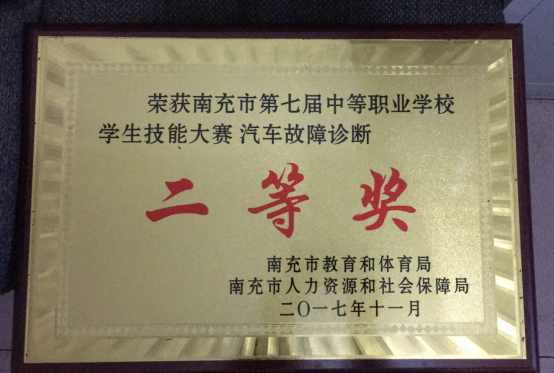 荣获南充市第七届中等职业学校
学生技能大赛 汽车故障诊断
二等奖
南充市教育和体育局
南充市人力资源和社会保障局
二〇一七年十一月